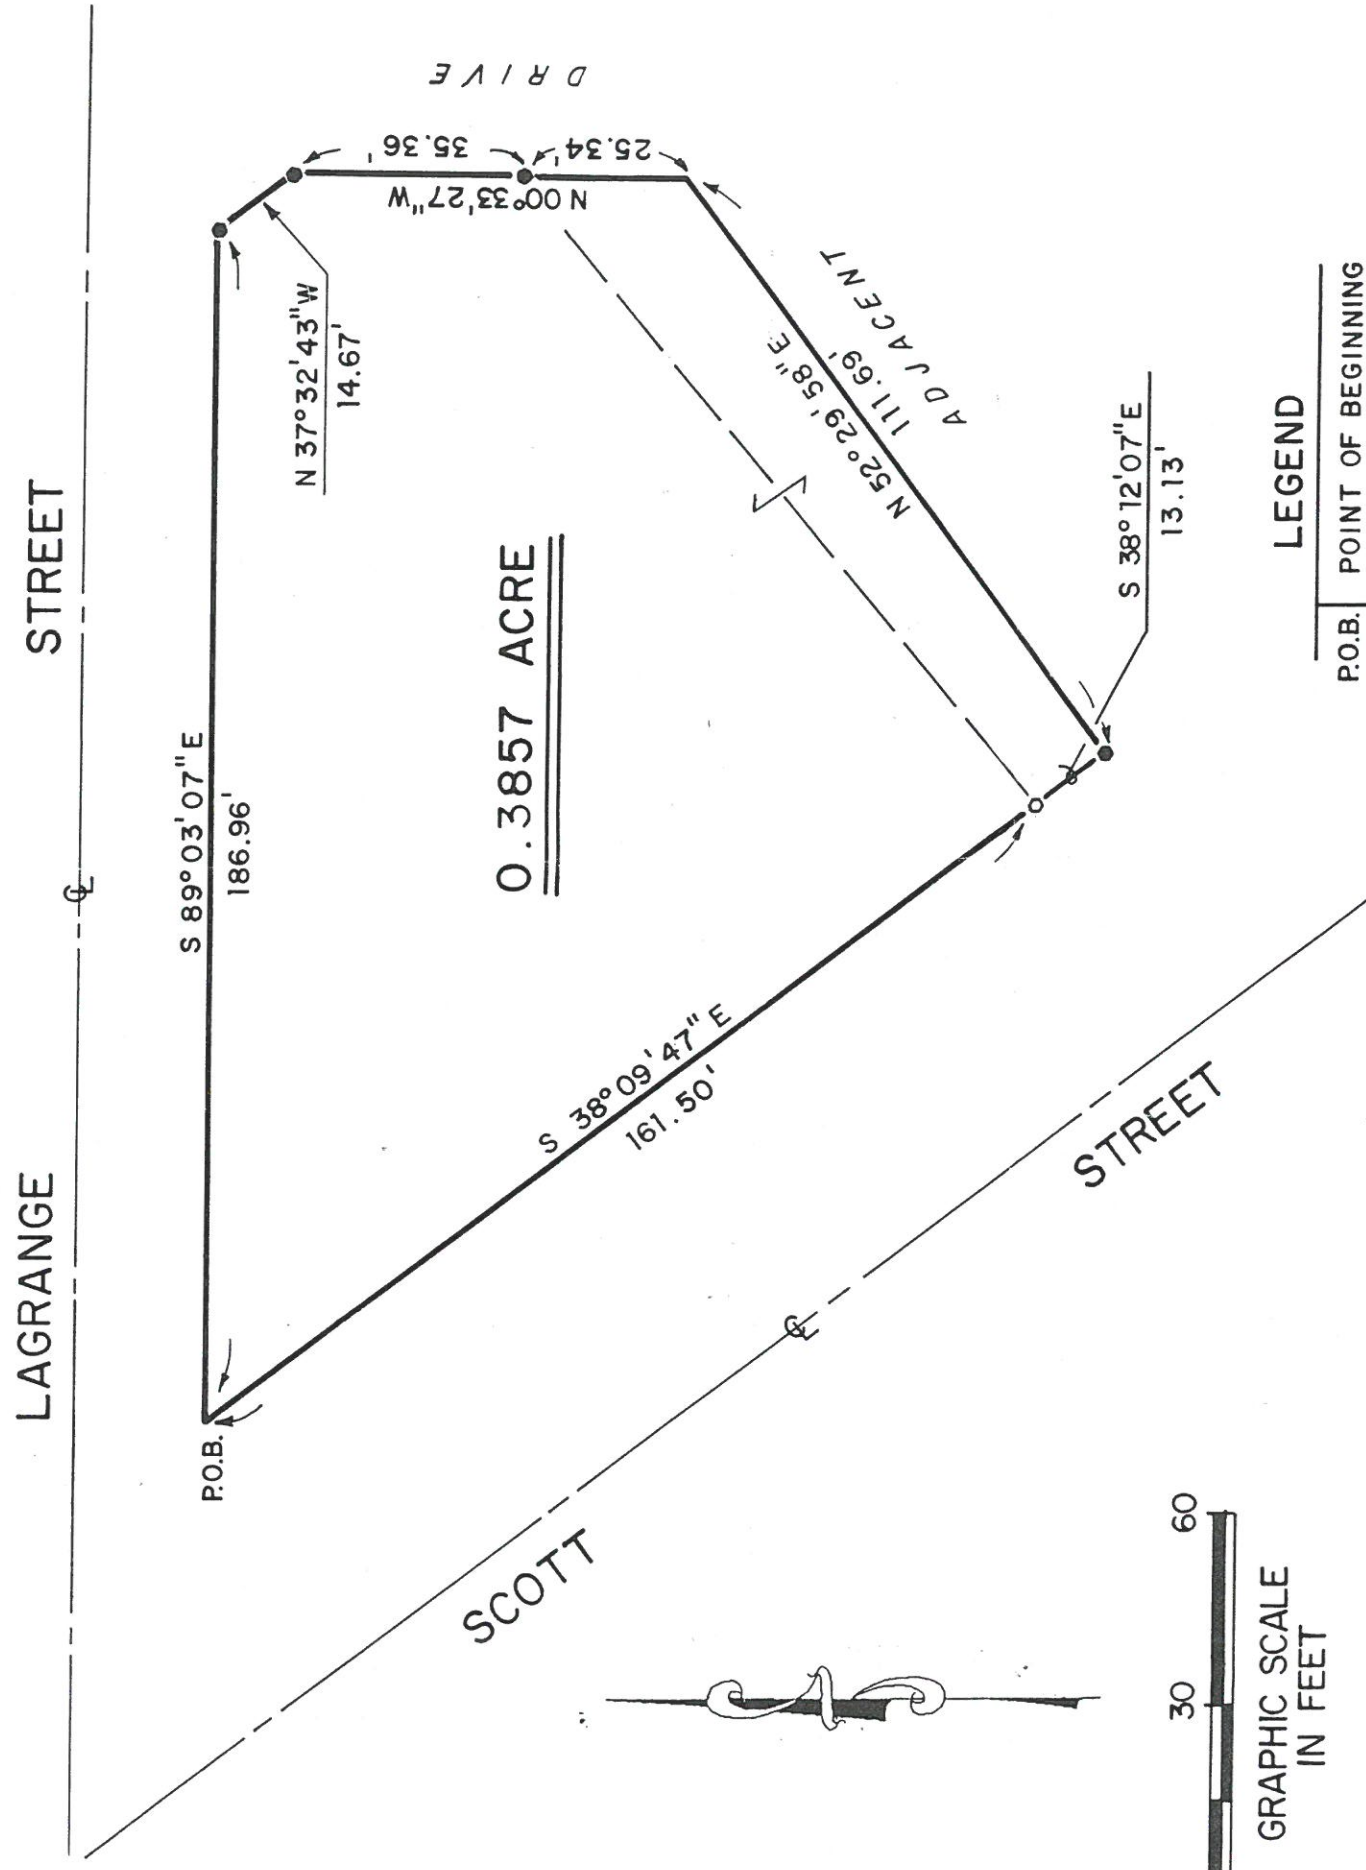 LAGRANGE STREET
℄
P.O.B.
S 89°03'07"E
186.96'
N 37°32'43"W
14.67'
35.36'
N 00°33'27"W
25.34'
DRIVE
0.3857 ACRE
N 52°29'58"E
111.69'
ADJACENT
S 38°09'47"E
161.50'
S 38°12'07"E
13.13'
SCOTT STREET
℄
30 60
GRAPHIC SCALE
IN FEET
LEGEND
P.O.B. POINT OF BEGINNING